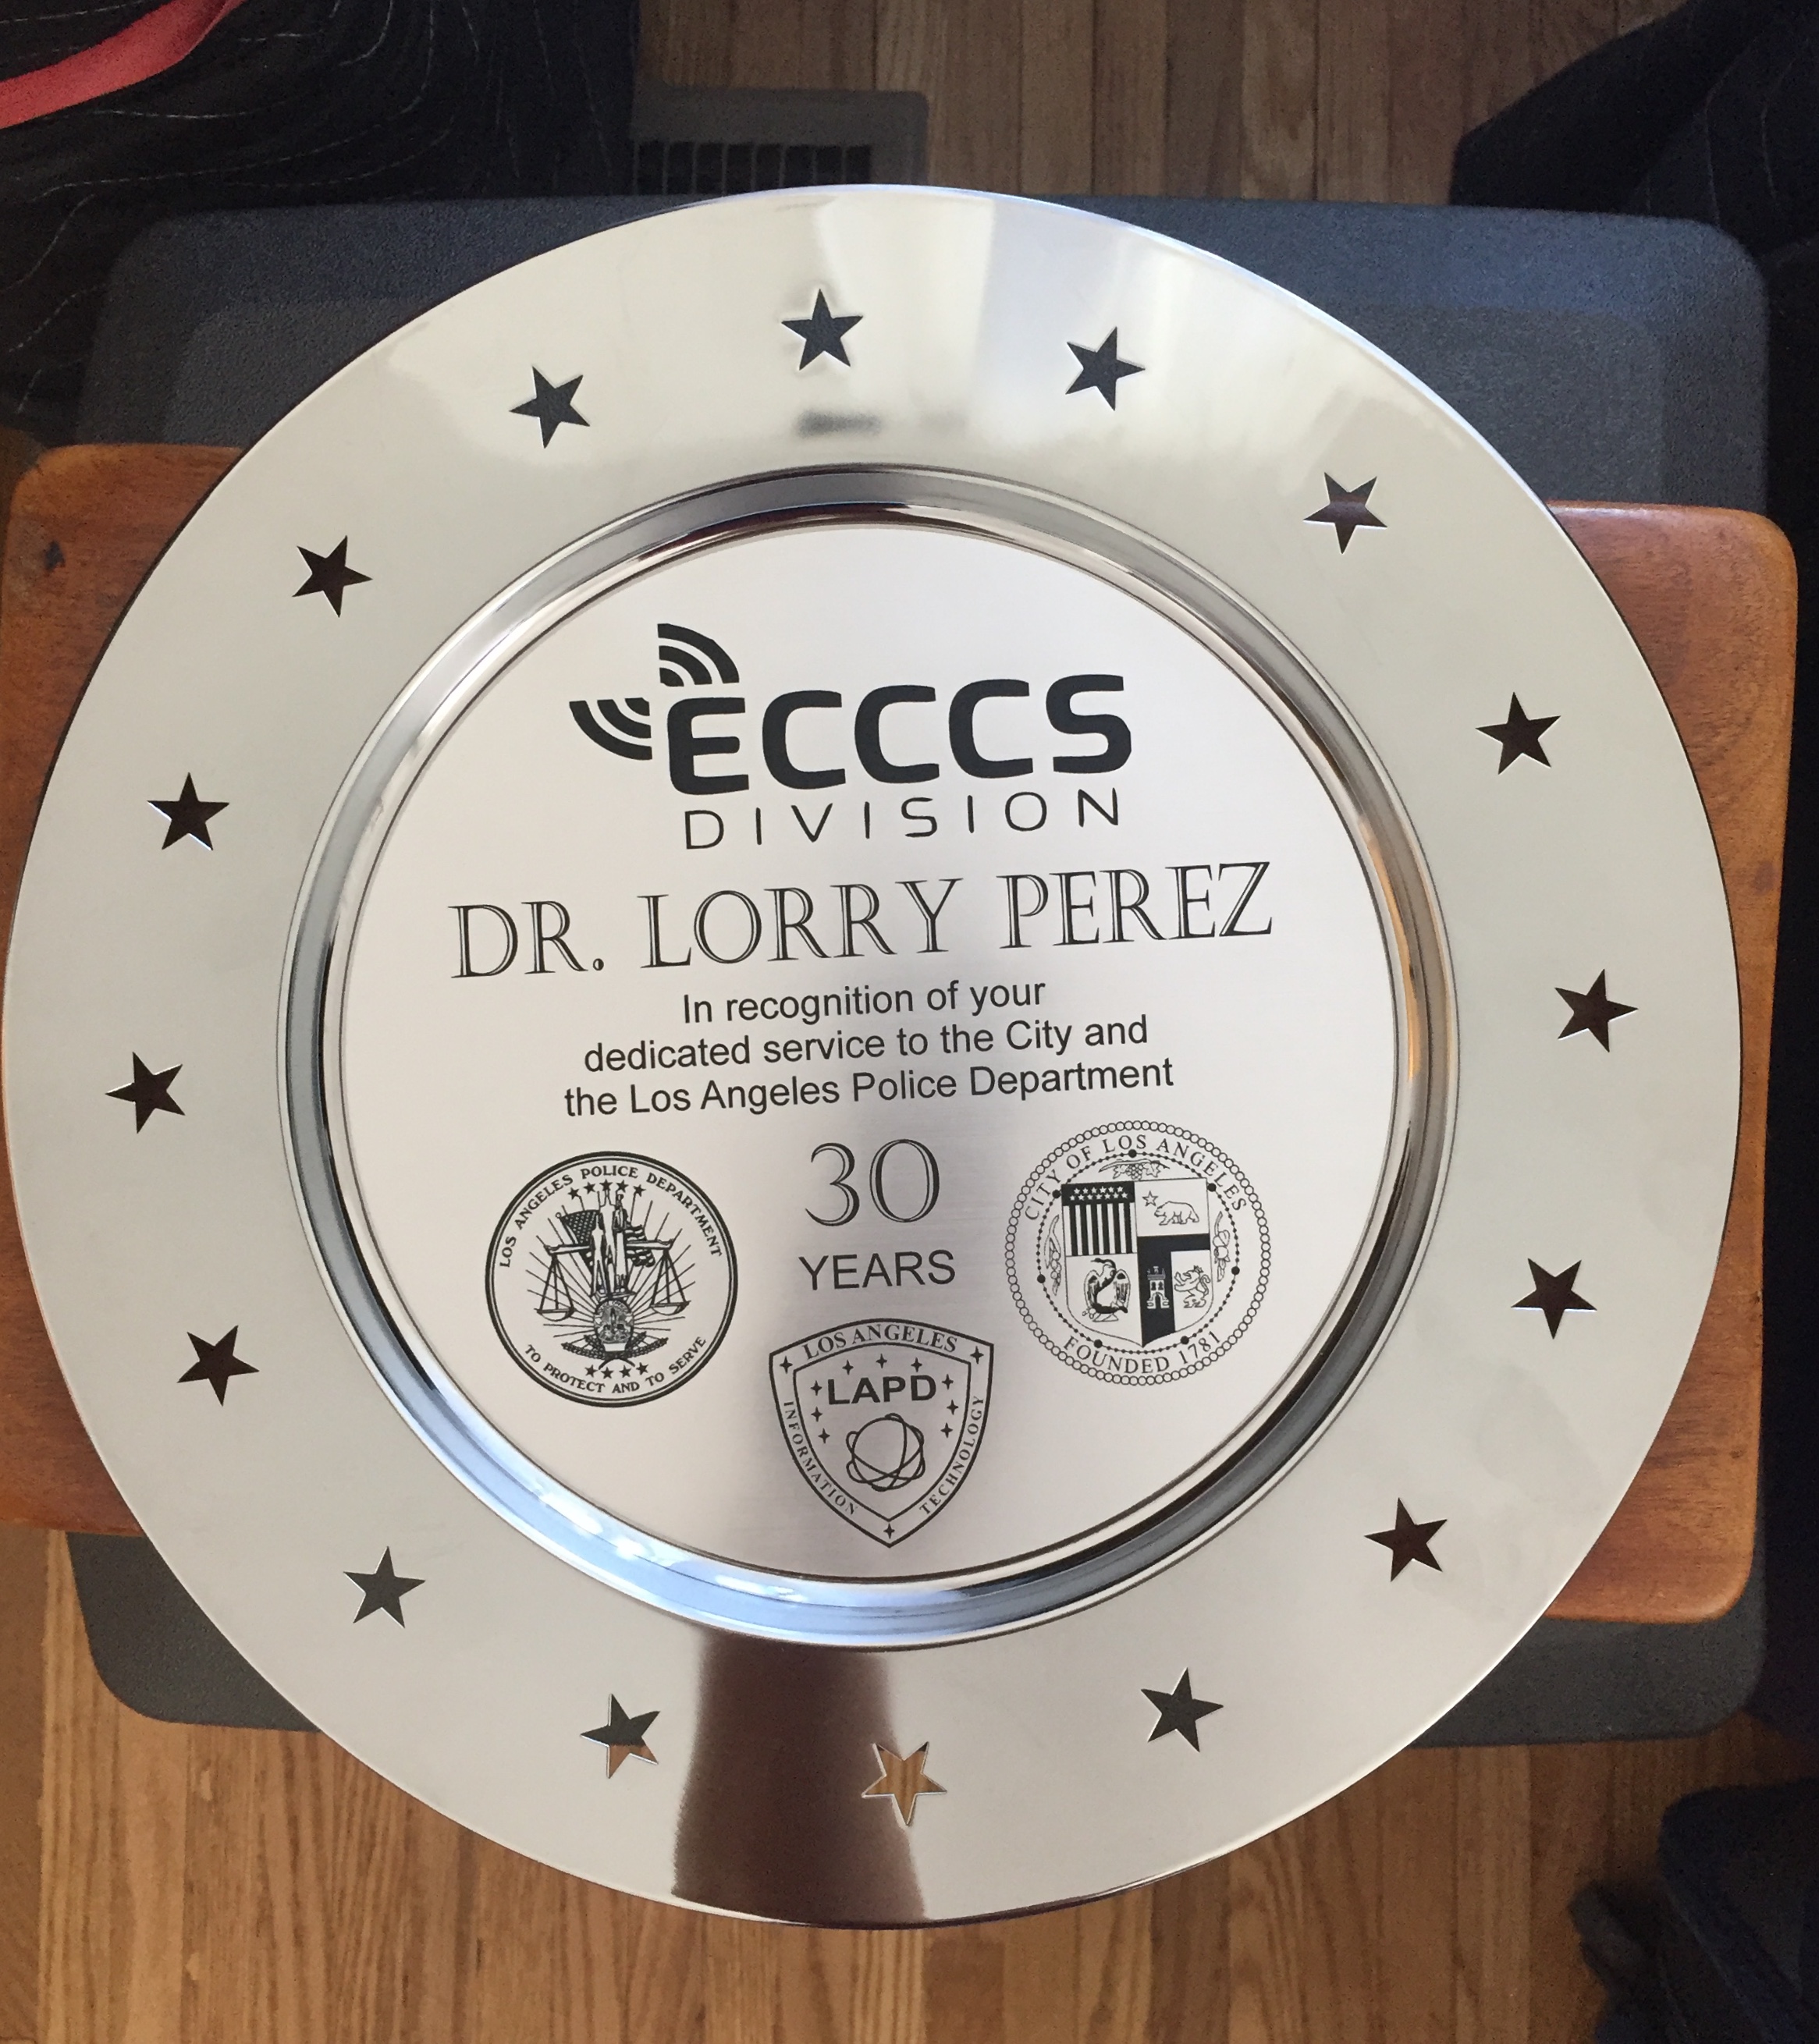 ECCCS
DIVISION
DR. LORRY PEREZ
In recognition of your
dedicated service to the City and
the Los Angeles Police Department
30
YEARS
LOS ANGELES POLICE DEPARTMENT
TO PROTECT AND TO SERVE
CITY OF LOS ANGELES
FOUNDED 1781
LOS ANGELES
LAPD
INFORMATION
TECHNOLOGY